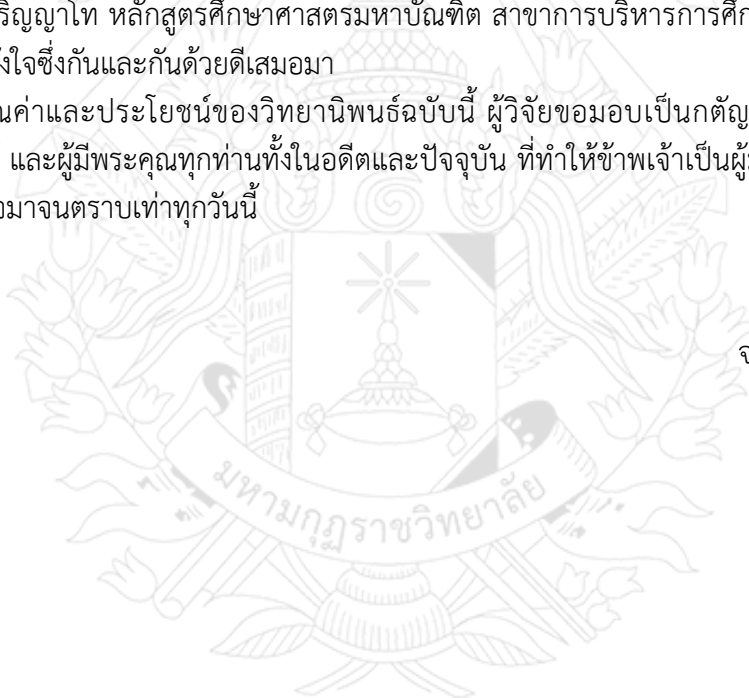 ริญญาโท หลักสูตรศึกษาศาสตรมหาบัณฑิต สาขาการบริหารการศึก
ังใจซึ่งกันและกันด้วยดีเสมอมา
ณค่าและประโยชน์ของวิทยานิพนธ์ฉบับนี้ ผู้วิจัยขอมอบเป็นกตัญ
และผู้มีพระคุณทุกท่านทั้งในอดีตและปัจจุบัน ที่ทำให้ข้าพเจ้าเป็นผู้ม
จมาจนตราบเท่าทุกวันนี้
จ
มหามกุฏราชวิทยาลัย